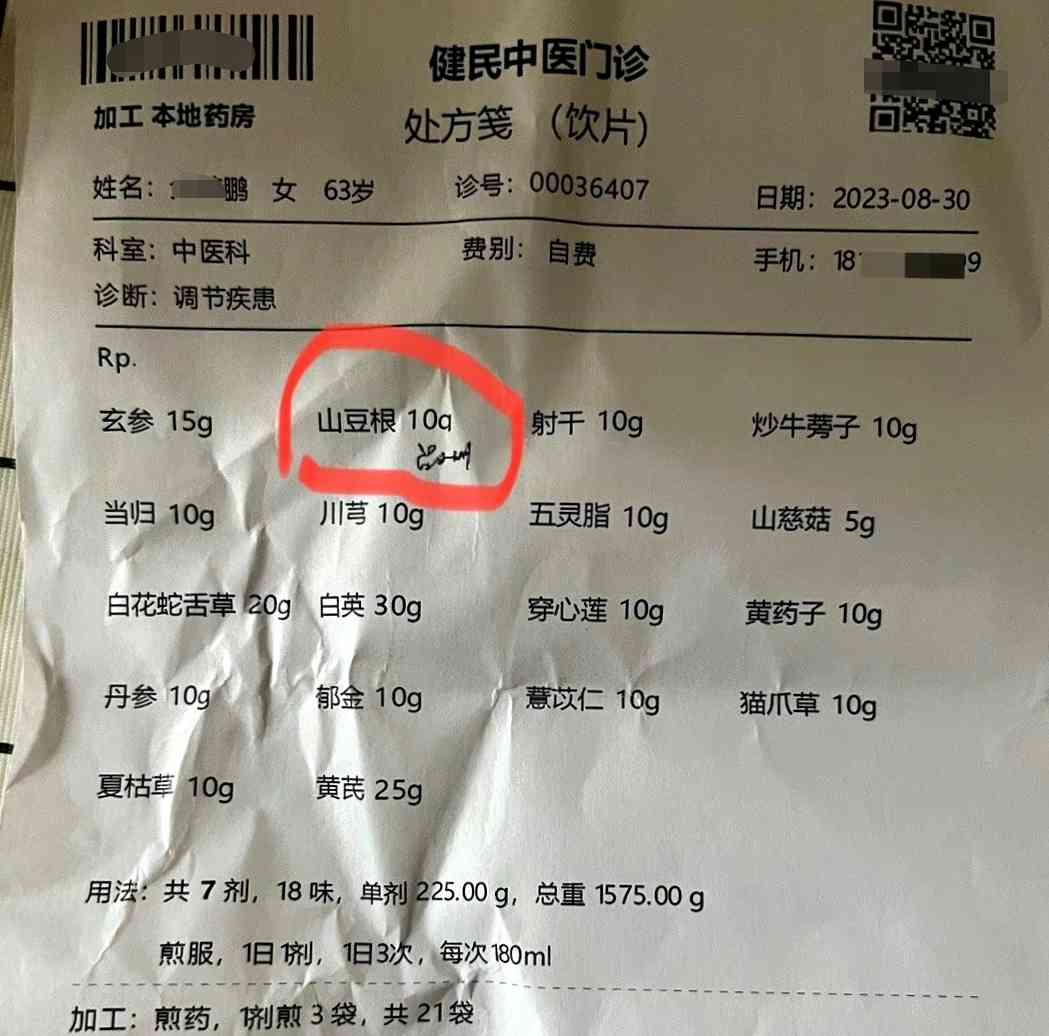 健民中医门诊
加工 本地药房
处方笺 （饮片）
姓名： 鹏 女 63岁 诊号：00036407 日期：2023-08-30
科室：中医科 费别：自费 手机：18 9
诊断：调节疾患
Rp.
玄参 15g 山豆根 10g 射干 10g 炒牛蒡子 10g
当归 10g 川芎 10g 五灵脂 10g 山慈菇 5g
白花蛇舌草 20g 白英 30g 穿心莲 10g 黄药子 10g
丹参 10g 郁金 10g 薏苡仁 10g 猫爪草 10g
夏枯草 10g 黄芪 25g
用法：共 7 剂，18 味，单剂 225.00 g，总重 1575.00 g
煎服，1日1剂，1日3次，每次180ml
加工：煎药，1剂煎 3 袋，共 21袋